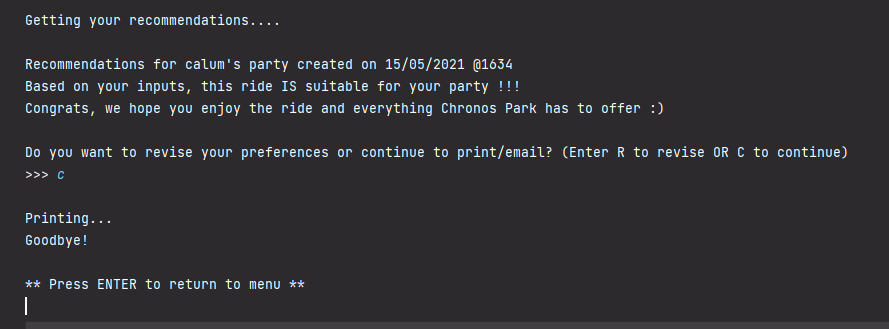 Getting your recommendations....
Recommendations for calum's party created on 15/05/2021 @1634
Based on your inputs, this ride IS suitable for your party !!!
Congrats, we hope you enjoy the ride and everything Chronos Park has to offer :)
Do you want to revise your preferences or continue to print/email? (Enter R to revise OR C to continue)
>>> c
Printing...
Goodbye!
** Press ENTER to return to menu **